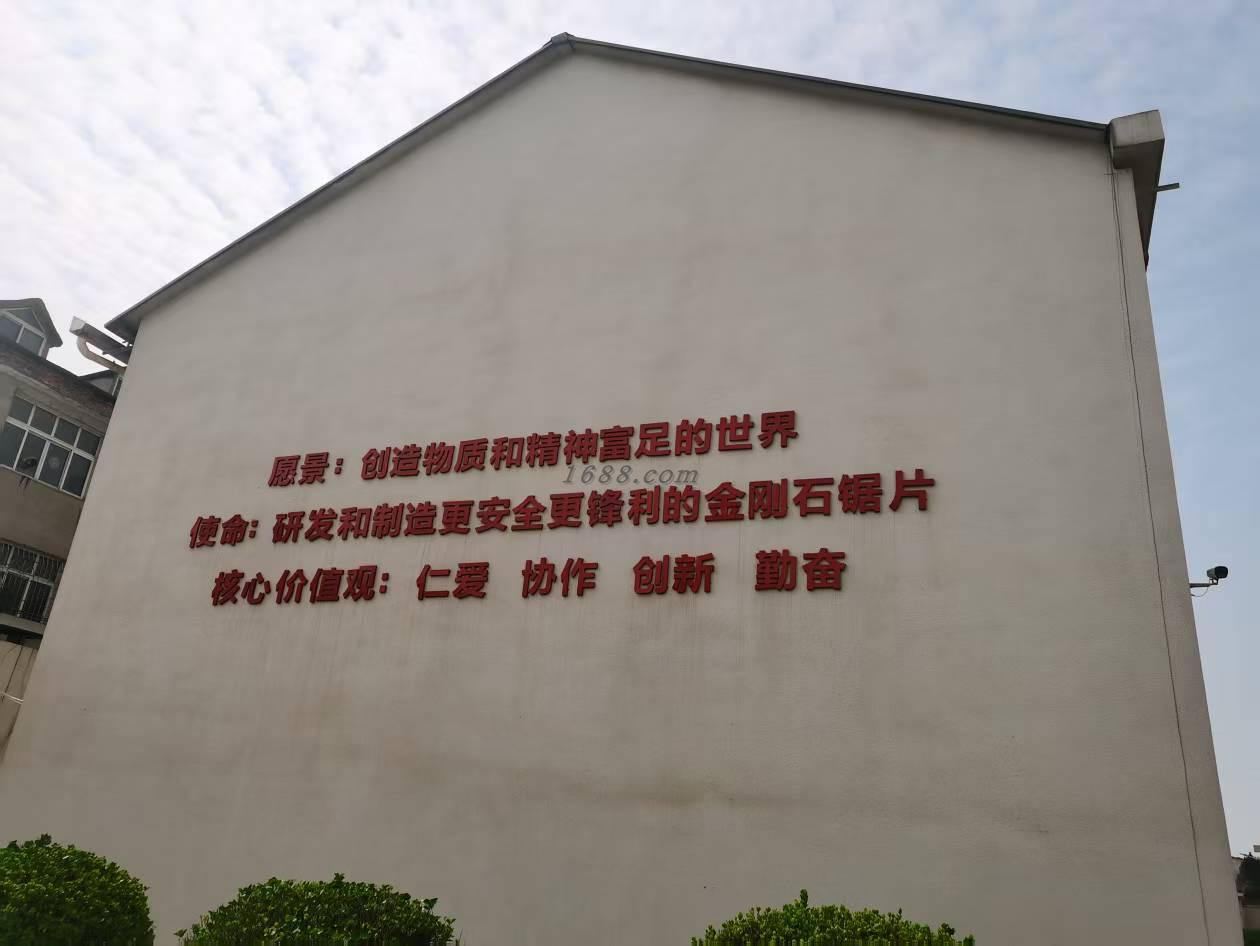 愿景：创造物质和精神富足的世界
1688.com
使命：研发和制造更安全更锋利的金刚石锯片
核心价值观：仁爱 协作 创新 勤奋